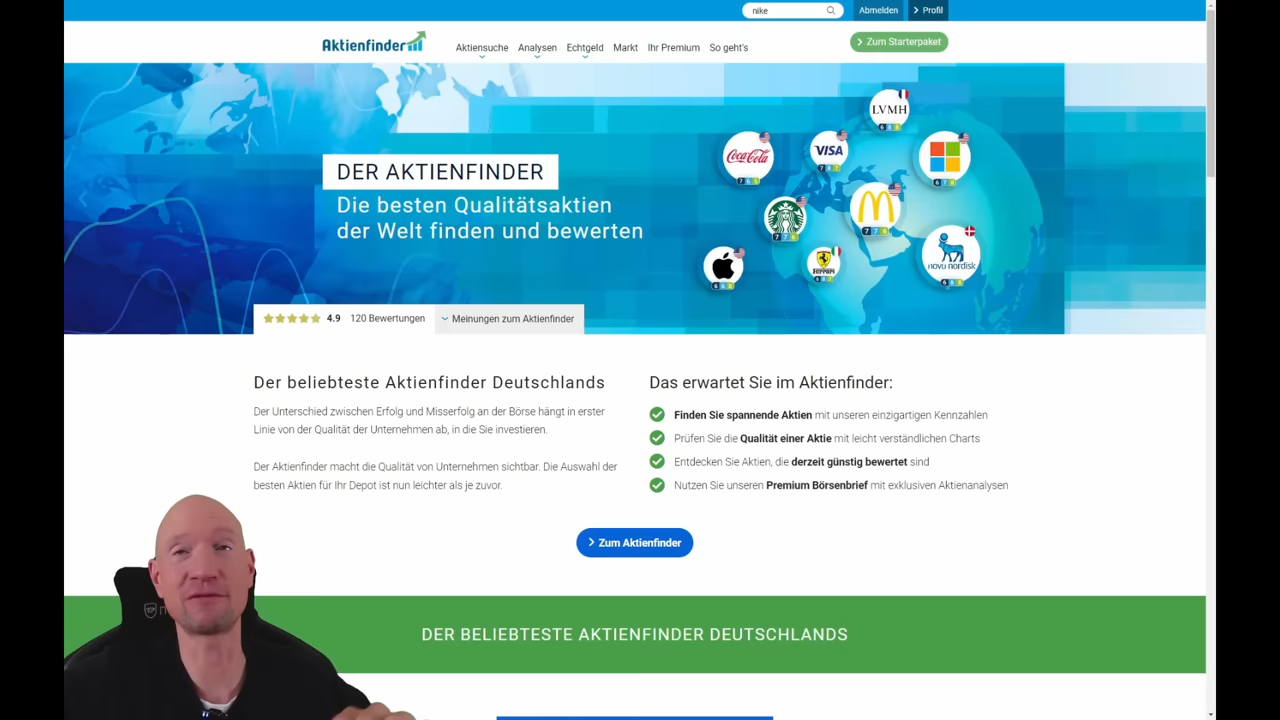 nike
Abmelden
Profil
Aktienfinder
Aktiensuche Analysen Echtgeld Markt Ihr Premium So geht's
Zum Starterpaket
DER AKTIENFINDER
Die besten Qualitätsaktien
der Welt finden und bewerten
LVMH
Coca-Cola
VISA
Ferrari
novo nordisk
4.9 120 Bewertungen
Meinungen zum Aktienfinder
Der beliebteste Aktienfinder Deutschlands
Der Unterschied zwischen Erfolg und Misserfolg an der Börse hängt in erster
Linie von der Qualität der Unternehmen ab, in die Sie investieren.
Der Aktienfinder macht die Qualität von Unternehmen sichtbar. Die Auswahl der
besten Aktien für Ihr Depot ist nun leichter als je zuvor.
Das erwartet Sie im Aktienfinder:
Finden Sie spannende Aktien mit unseren einzigartigen Kennzahlen
Prüfen Sie die Qualität einer Aktie mit leicht verständlichen Charts
Entdecken Sie Aktien, die derzeit günstig bewertet sind
Nutzen Sie unseren Premium Börsenbrief mit exklusiven Aktienanalysen
Zum Aktienfinder
DER BELIEBTESTE AKTIENFINDER DEUTSCHLANDS